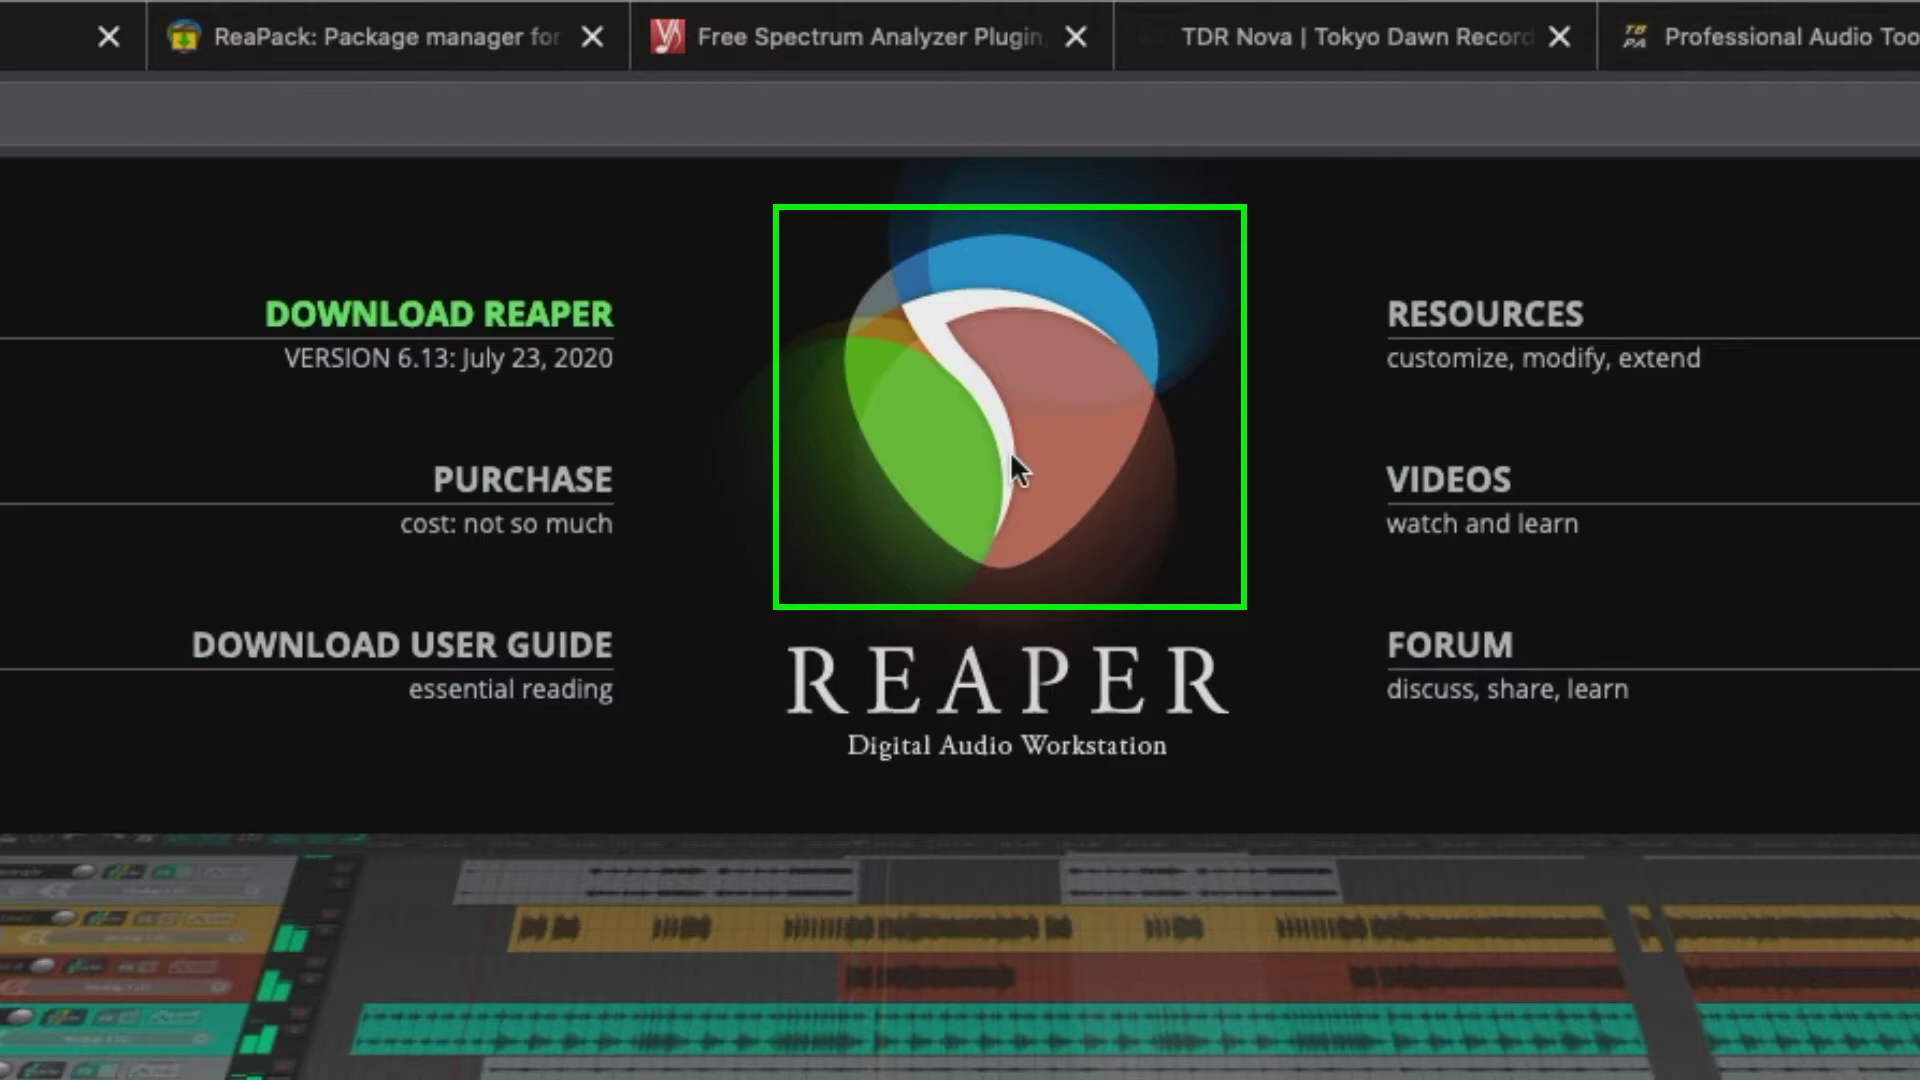 ReaPack: Package manager for
Free Spectrum Analyzer Plugin,
TDR Nova | Tokyo Dawn Record
TB PA
Professional Audio Too
DOWNLOAD REAPER
VERSION 6.13: July 23, 2020
PURCHASE
cost: not so much
DOWNLOAD USER GUIDE
essential reading
REAPER
Digital Audio Workstation
RESOURCES
customize, modify, extend
VIDEOS
watch and learn
FORUM
discuss, share, learn